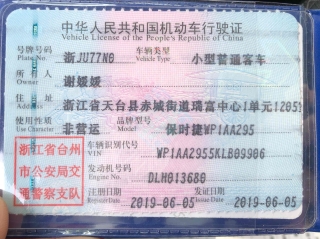 中华人民共和国机动车行驶证
Vehicle License of the People's Republic of China
号牌号码 浙JU77N0 车辆类型 小型普通客车
Plate No. Vehicle Type
所有人 谢媛媛
Owner
住址 浙江省天台县赤城街道瑞富中心1单元1205
Address
使用性质 非营运 品牌型号 保时捷WP1AA295
Use Character Model
浙江省台州 车辆识别代号 WP1AA2955KLB09906
VIN
市公安局交 发动机号码 DLH013680
Engine No.
通警察支队 注册日期 2019-06-05 发证日期 2019-06-05
Register Date Issue Date